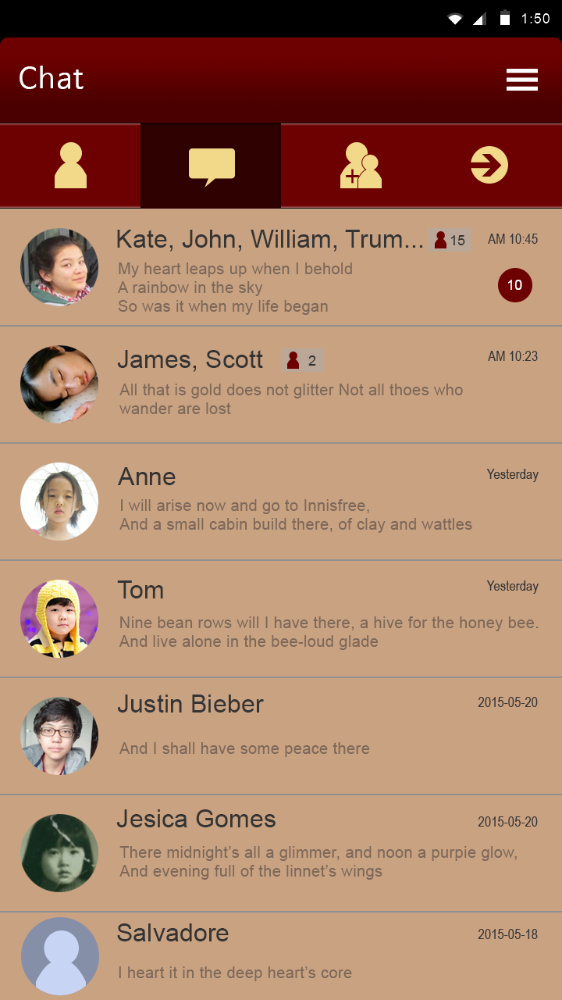 1:50
Chat
Kate, John, William, Trum... 15 AM 10:45
My heart leaps up when I behold
A rainbow in the sky
10
So was it when my life began
James, Scott 2 AM 10:23
All that is gold does not glitter Not all thoes who
wander are lost
Anne Yesterday
I will arise now and go to Innisfree,
And a small cabin build there, of clay and wattles
Tom Yesterday
Nine bean rows will I have there, a hive for the honey bee.
And live alone in the bee-loud glade
Justin Bieber 2015-05-20
And I shall have some peace there
Jesica Gomes 2015-05-20
There midnight’s all a glimmer, and noon a purpie glow,
And evening full of the linnet’s wings
Salvadore 2015-05-18
I heart it in the deep heart’s core